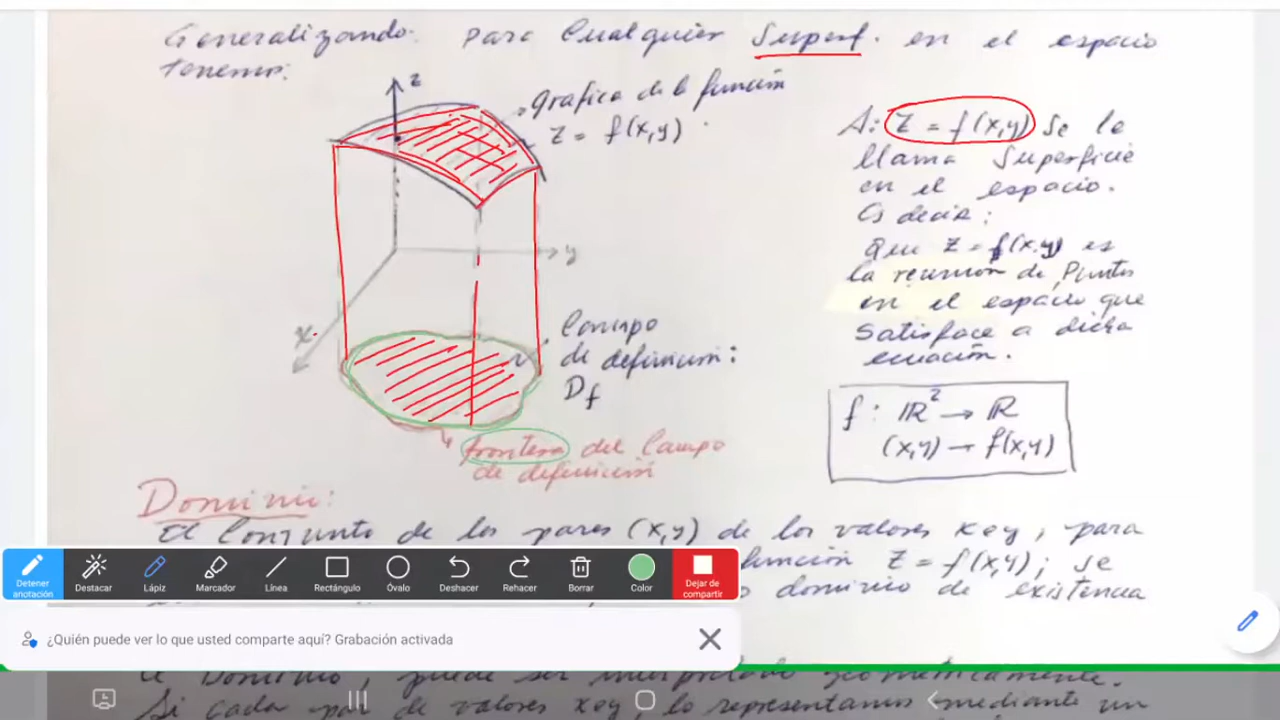 Generalizando: para cualquier Superf. en el espacio
tenemos:
z
grafica de la función
z = f(x,y)
A: z = f(x,y) se le
llama superficie
en el espacio.
Es decir:
que z = f(x,y) es
la reunión de puntos
en el espacio que
satisface a dicha
ecuación.
y
x
Campo
de definición:
Df
f: ℝ² → ℝ
(x,y) → f(x,y)
frontera del Campo
de definición
Dominio:
El conjunto de los pares (x,y) de los valores x e y, para
función z = f(x,y); se
dominio de existencia
Detener anotación
Destacar
Lápiz
Marcador
Línea
Rectángulo
Óvalo
Deshacer
Rehacer
Borrar
Color
Dejar de compartir
¿Quién puede ver lo que usted comparte aquí? Grabación activada
Dominio, puede ser interpretado geométricamente.
Si cada par de valores x e y, lo representamos mediante un